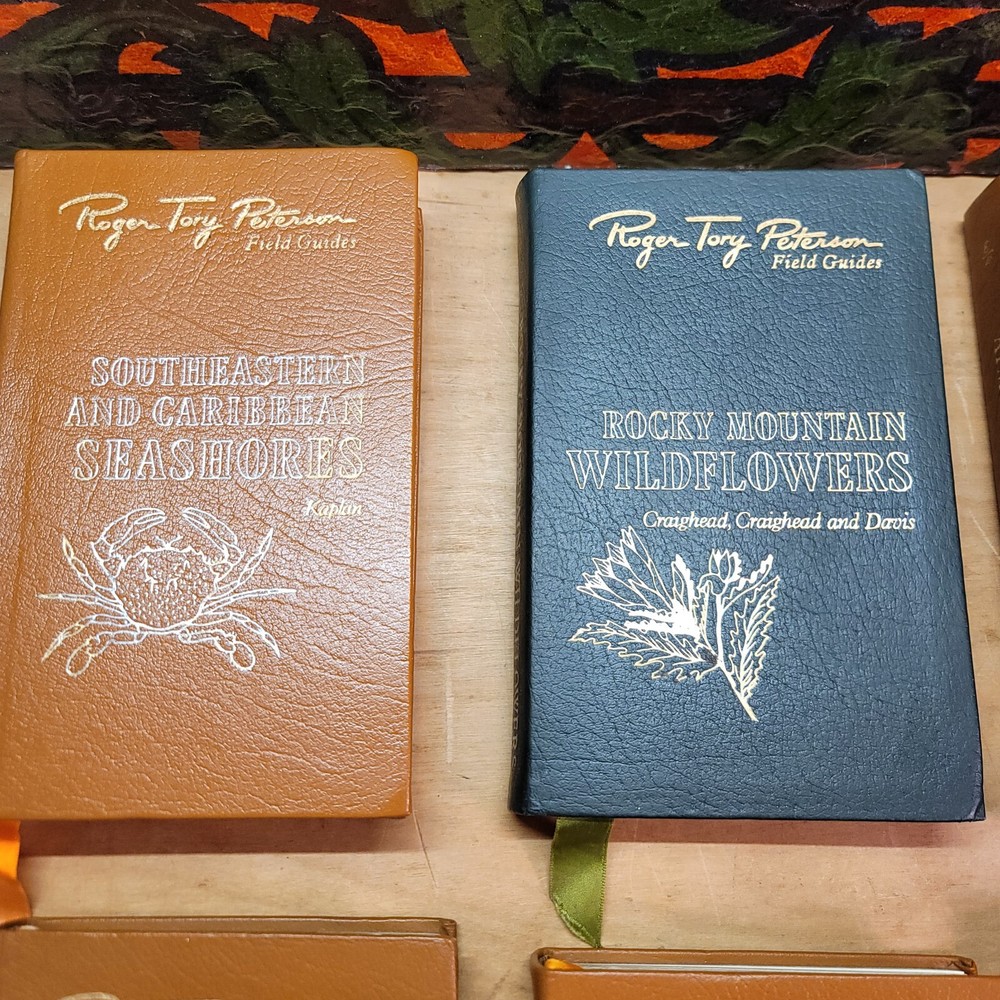 Roger Tory Peterson
Field Guides
SOUTHEASTERN
AND CARIBBEAN
SEASHORES
Kaplan
Roger Tory Peterson
Field Guides
ROCKY MOUNTAIN
WILDFLOWERS
Craighead, Craighead and Davis